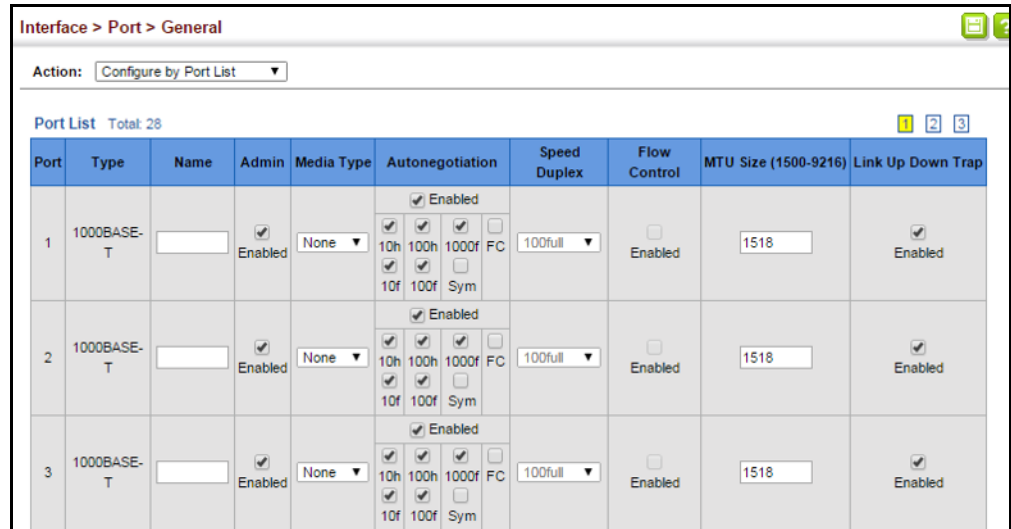 Interface > Port > General
Action: Configure by Port List
Port List Total: 28 1 2 3
Port Type Name Admin Media Type Autonegotiation Speed Duplex Flow Control MTU Size (1500-9216) Link Up Down Trap
Enabled
1 1000BASE-T Enabled None 10h 100h 1000f FC 100full Enabled 1518 Enabled
10f 100f Sym
Enabled
2 1000BASE-T Enabled None 10h 100h 1000f FC 100full Enabled 1518 Enabled
10f 100f Sym
Enabled
3 1000BASE-T Enabled None 10h 100h 1000f FC 100full Enabled 1518 Enabled
10f 100f Sym